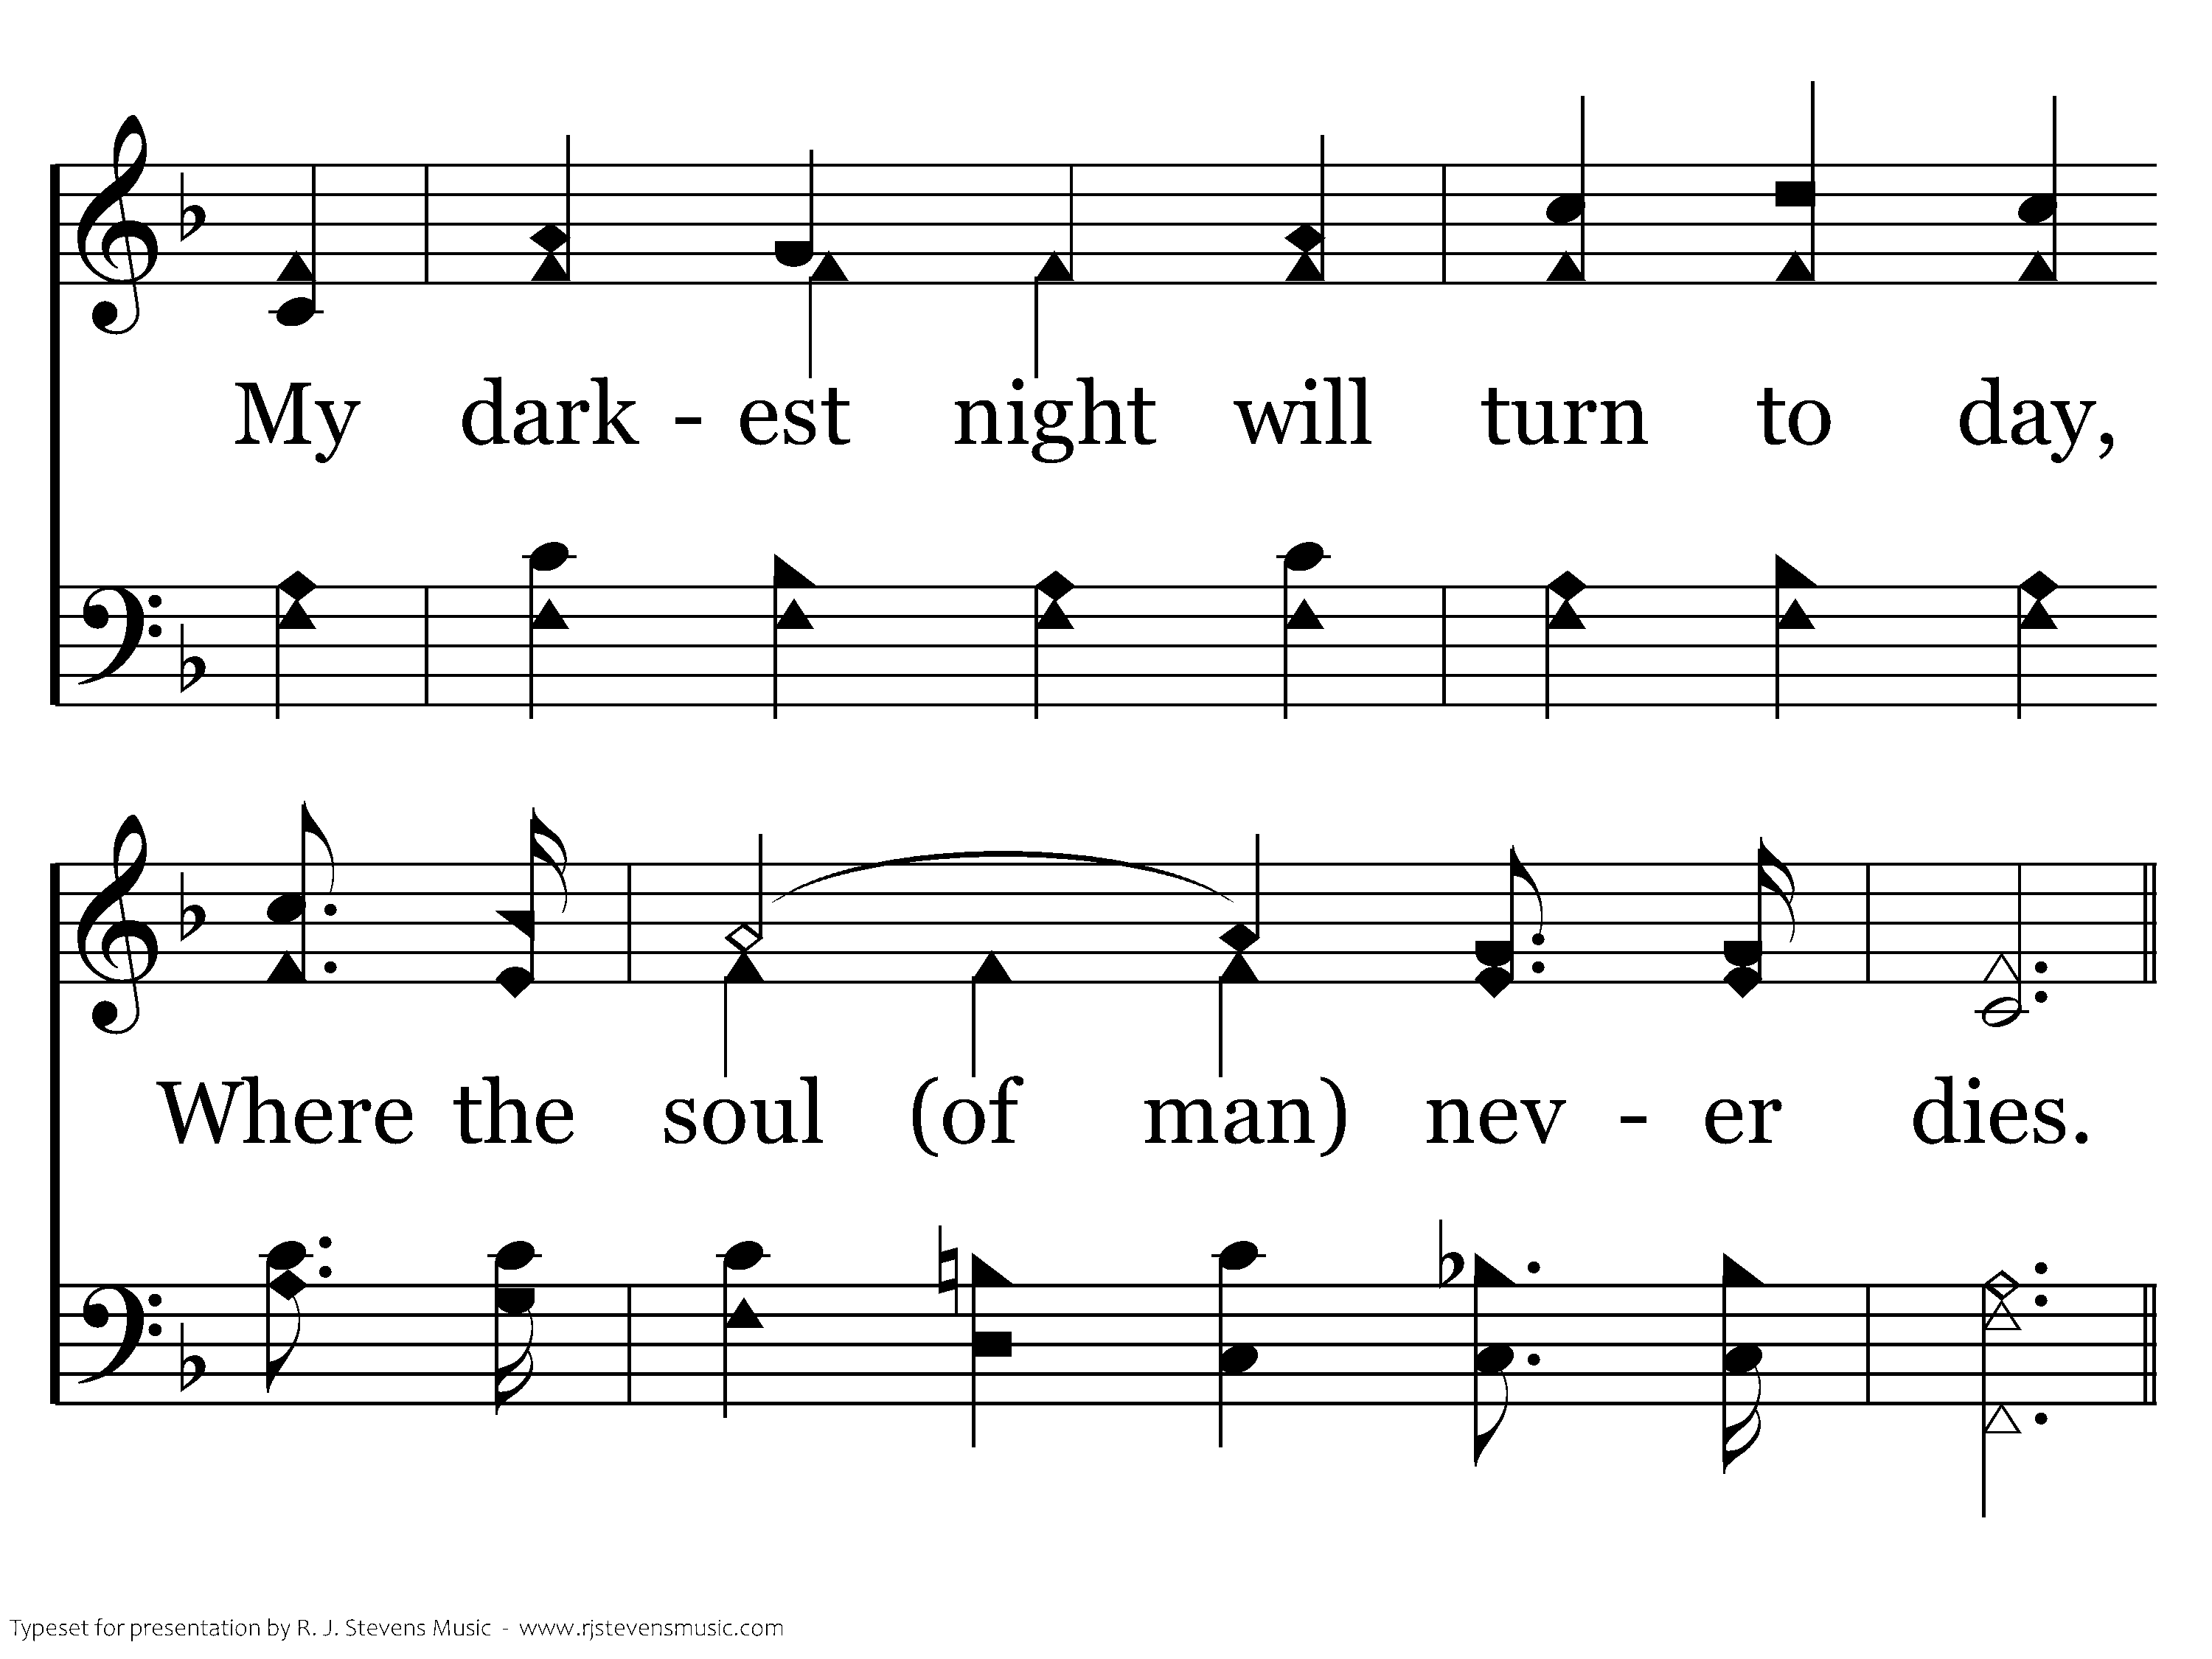 My dark - est night will turn to day,
Where the soul (of man) nev - er dies.
Typeset for presentation by R. J. Stevens Music - www.rjstevensmusic.com